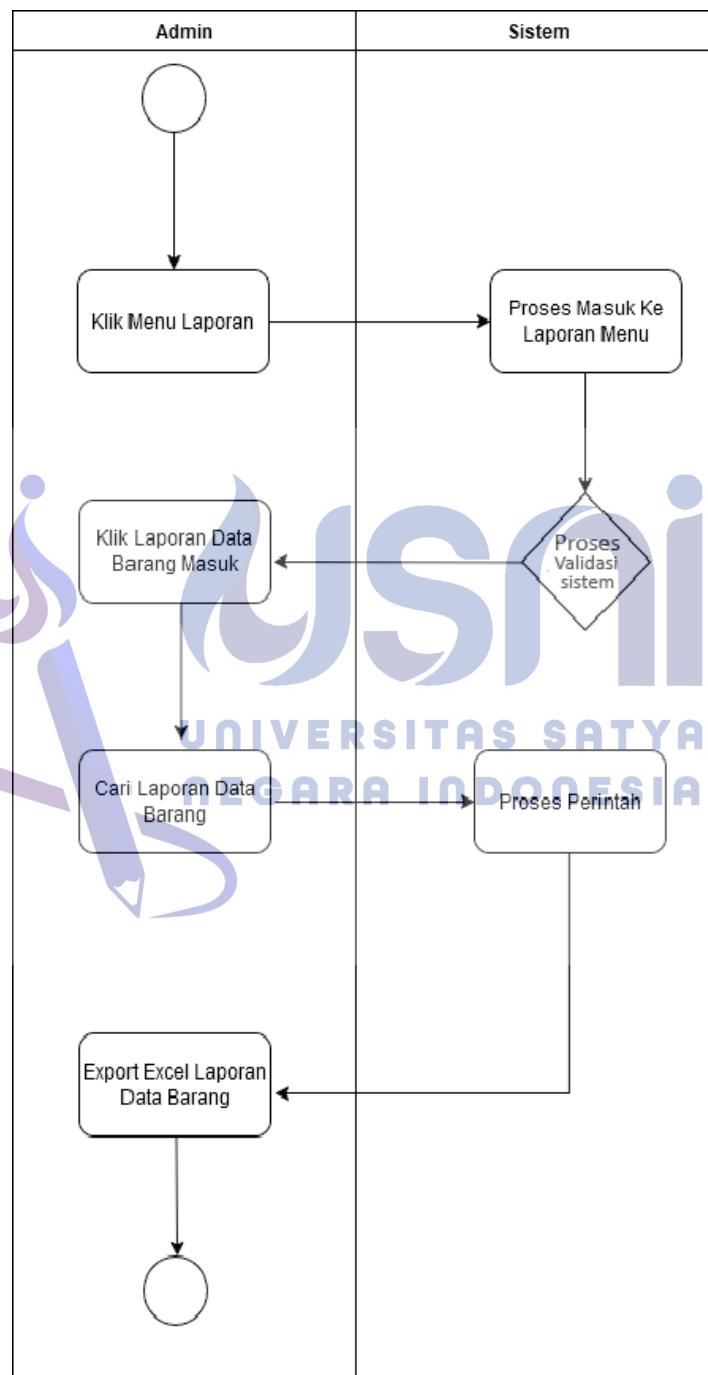 Admin
Sistem
Klik Menu Laporan
Proses Masuk Ke
Laporan Menu
Proses
Validasi
sistem
Klik Laporan Data
Barang Masuk
USNI
UNIVERSITAS SATYA
NEGARA INDONESIA
Cari Laporan Data
Barang
Proses Perintah
Export Excel Laporan
Data Barang